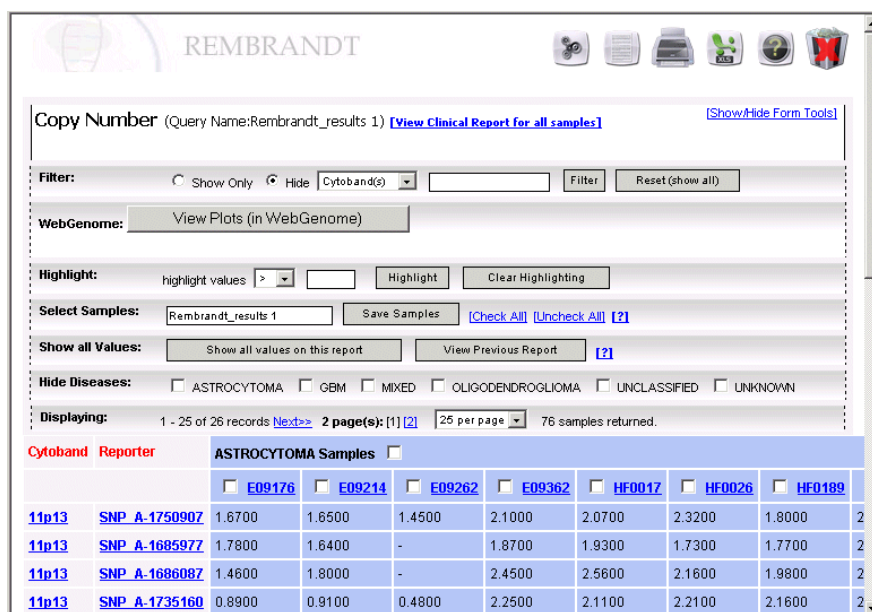 REMBRANDT
XLS
?
Copy Number (Query Name:Rembrandt_results 1) [View Clinical Report for all samples] [Show/Hide Form Tools]
Filter: Show Only Hide Cytoband(s) Filter Reset (show all)
WebGenome: View Plots (in WebGenome)
Highlight: highlight values > Highlight Clear Highlighting
Select Samples: Rembrandt_results 1 Save Samples [Check All] [Uncheck All] [?]
Show all Values: Show all values on this report View Previous Report [?]
Hide Diseases: ASTROCYTOMA GBM MIXED OLIGODENDROGLIOMA UNCLASSIFIED UNKNOWN
Displaying: 1 - 25 of 26 records Next>> 2 page(s): [1] [2] 25 per page 76 samples returned.
Cytoband Reporter ASTROCYTOMA Samples
E09176 E09214 E09262 E09362 HF0017 HF0026 HF0189
11p13 SNP_A-1750907 1.6700 1.6500 1.4500 2.1000 2.0700 2.3200 1.8000 2
11p13 SNP_A-1685977 1.7800 1.6400 - 1.8700 1.9300 1.7300 1.7700 2
11p13 SNP_A-1686087 1.4600 1.8000 - 2.4500 2.5600 2.1600 1.9800 2
11p13 SNP_A-1735160 0.8900 0.9100 0.4800 2.2500 2.1100 2.2100 2.1600 2